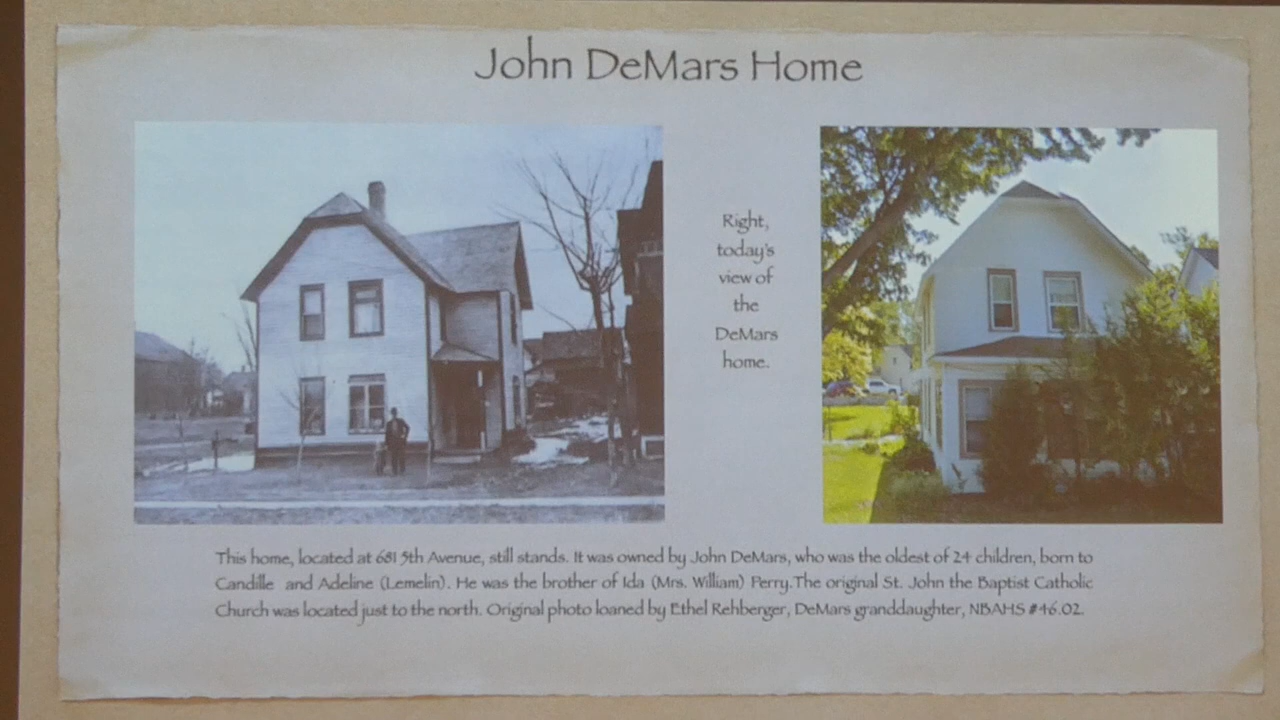 John DeMars Home
Right,
today's
view of
the
DeMars
home.
This home, located at 681 5th Avenue, still stands. It was owned by John DeMars, who was the oldest of 24 children, born to
Candille and Adeline (Lemelin). He was the brother of Ida (Mrs. William) Perry.The original St. John the Baptist Catholic
Church was located just to the north. Original photo loaned by Ethel Rehberger, DeMars granddaughter, NBAHS #46.02.